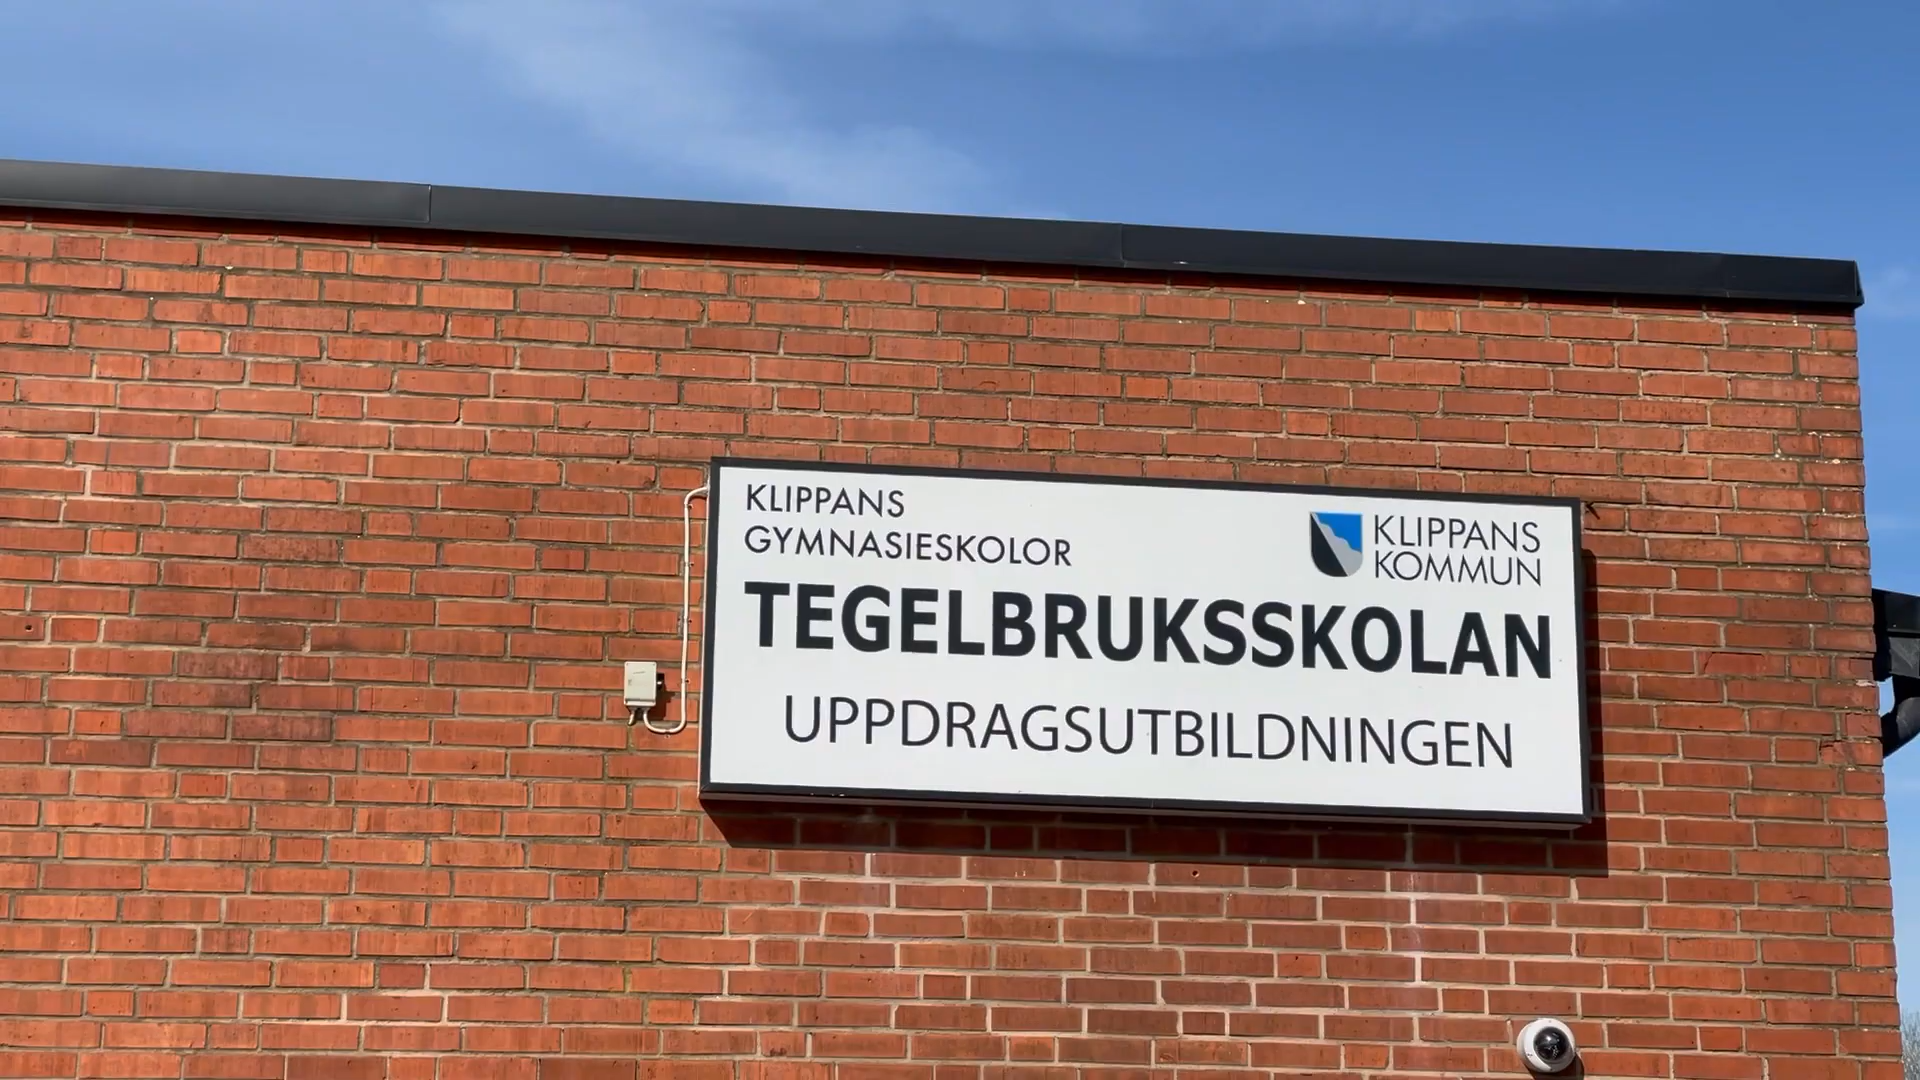 KLIPPANS
GYMNASIESKOLOR
KLIPPANS
KOMMUN
TEGELBRUKSSKOLAN
UPPDRAGSUTBILDNINGEN